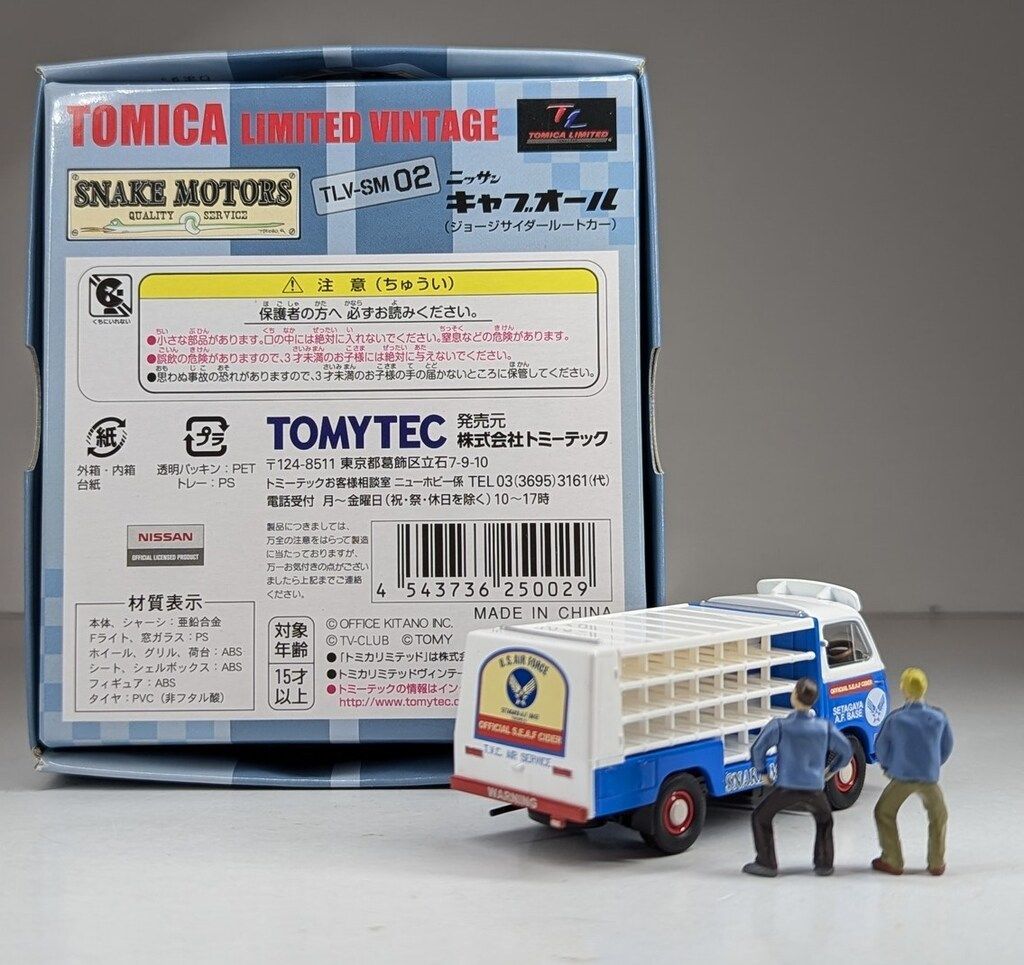 TOMICA LIMITED VINTAGE
TL
TOMICA LIMITED
SNAKE MOTORS
QUALITY SERVICE
TLV-SM 02
ニッサン
キャブオール
(ジョージサイダールートカー)
くちにいれない
⚠ 注意(ちゅうい)
保護者の方へ 必ずお読みください。
●小さな部品があります。口の中には絶対に入れないでください。窒息などの危険があります。
●誤飲の危険がありますので、3才未満のお子様には絶対に与えないでください。
●思わぬ事故の恐れがありますので、3才未満のお子様の手の届かないところに保管してください。
紙
外箱・内箱
台紙
プラ
透明パッキン:PET
トレー:PS
TOMYTEC
発売元
株式会社トミーテック
〒124-8511 東京都葛飾区立石7-9-10
トミーテックお客様相談室 ニューホビー係 TEL 03(3695)3161(代)
電話受付 月~金曜日(祝・祭・休日を除く)10~17時
NISSAN
OFFICIAL LICENSED PRODUCT
製品につきましては、
万全の注意をはらって製造
に当たっておりますが、
万一お気付きの点がござい
ましたら上記までご連絡
ください。
4 543736 250029
MADE IN CHINA
材質表示
本体、シャーシ:亜鉛合金
Fライト、窓ガラス:PS
ホイール、グリル、荷台:ABS
シート、シェルボックス:ABS
フィギュア:ABS
タイヤ:PVC(非フタル酸)
対象
年齢
15才
以上
© OFFICE KITANO INC.
© TV-CLUB © TOMY
●「トミカリミテッド」は株式会
●トミカリミテッドヴィンテー
●トミーテックの情報はイン
http://www.tomytec.c
U.S. AIR FORCE
OFFICIAL S.E.A.F CIDER
T.V.C. AIR SERVICE
WARNING
OFFICIAL S.E.A.F CIDER
SETAGAYA
A.F. BASE